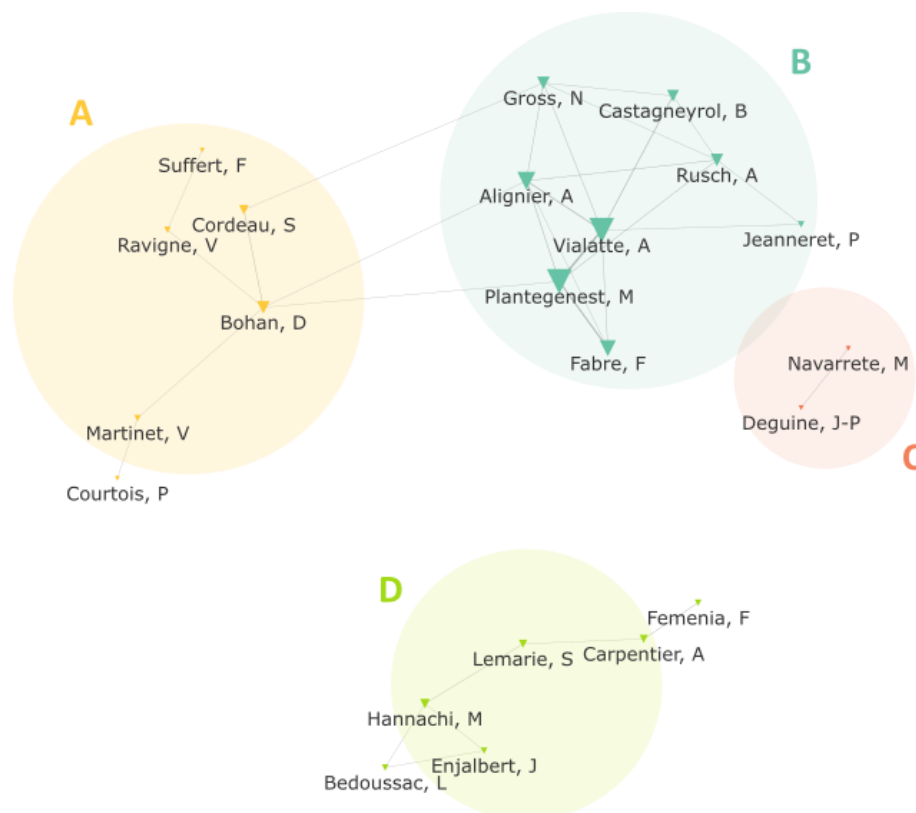 A
Suffert, F
Cordeau, S
Ravigne, V
Bohan, D
Martinet, V
Courtois, P
B
Gross, N
Castagneyrol, B
Rusch, A
Alignier, A
Vialatte, A
Jeanneret, P
Plantegenest, M
Fabre, F
Navarrete, M
Deguine, J-P
C
D
Femenia, F
Lemarie, S
Carpentier, A
Hannachi, M
Enjalbert, J
Bedoussac, L